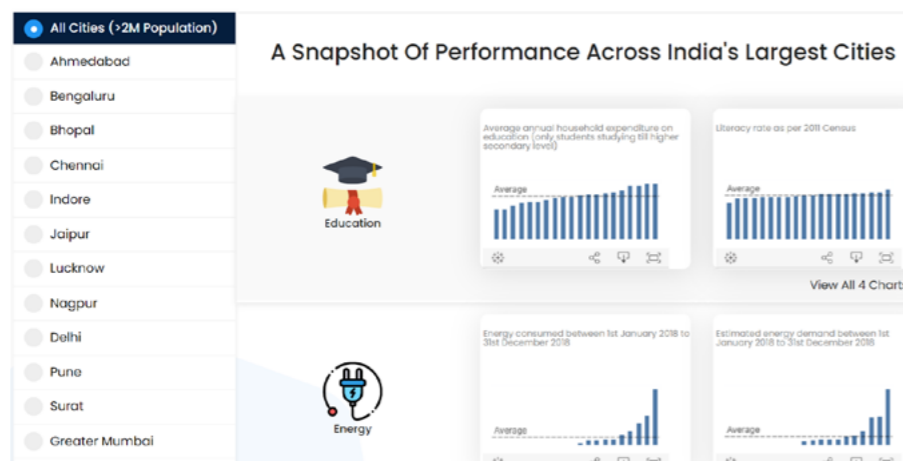 All Cities (>2M Population)
Ahmedabad
Bengaluru
Bhopal
Chennai
Indore
Jaipur
Lucknow
Nagpur
Delhi
Pune
Surat
Greater Mumbai
A Snapshot Of Performance Across India's Largest Cities
Education
Average annual household expenditure on
education (only students studying till higher
secondary level)
Average
Literacy rate as per 2011 Census
Average
View All 4 Charts
Energy
Energy consumed between 1st January 2018 to
31st December 2018
Average
Estimated energy demand between 1st
January 2018 to 31st December 2018
Average